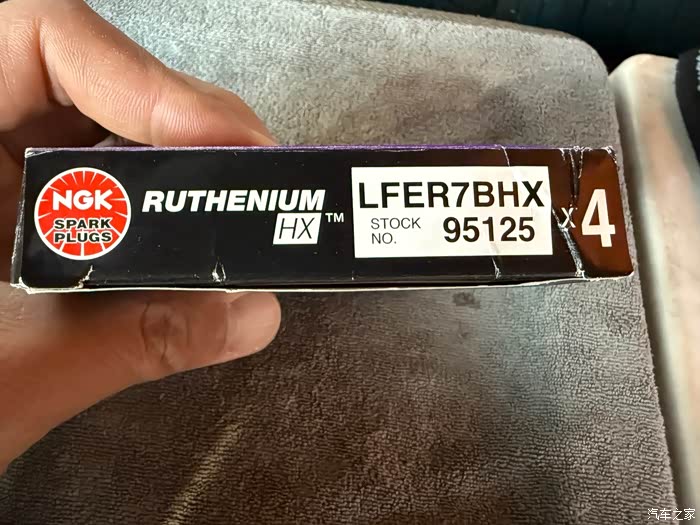 NGK
SPARK
PLUGS
RUTHENIUM
HX™
LFER7BHX
STOCK
NO. 95125
x4
汽车之家